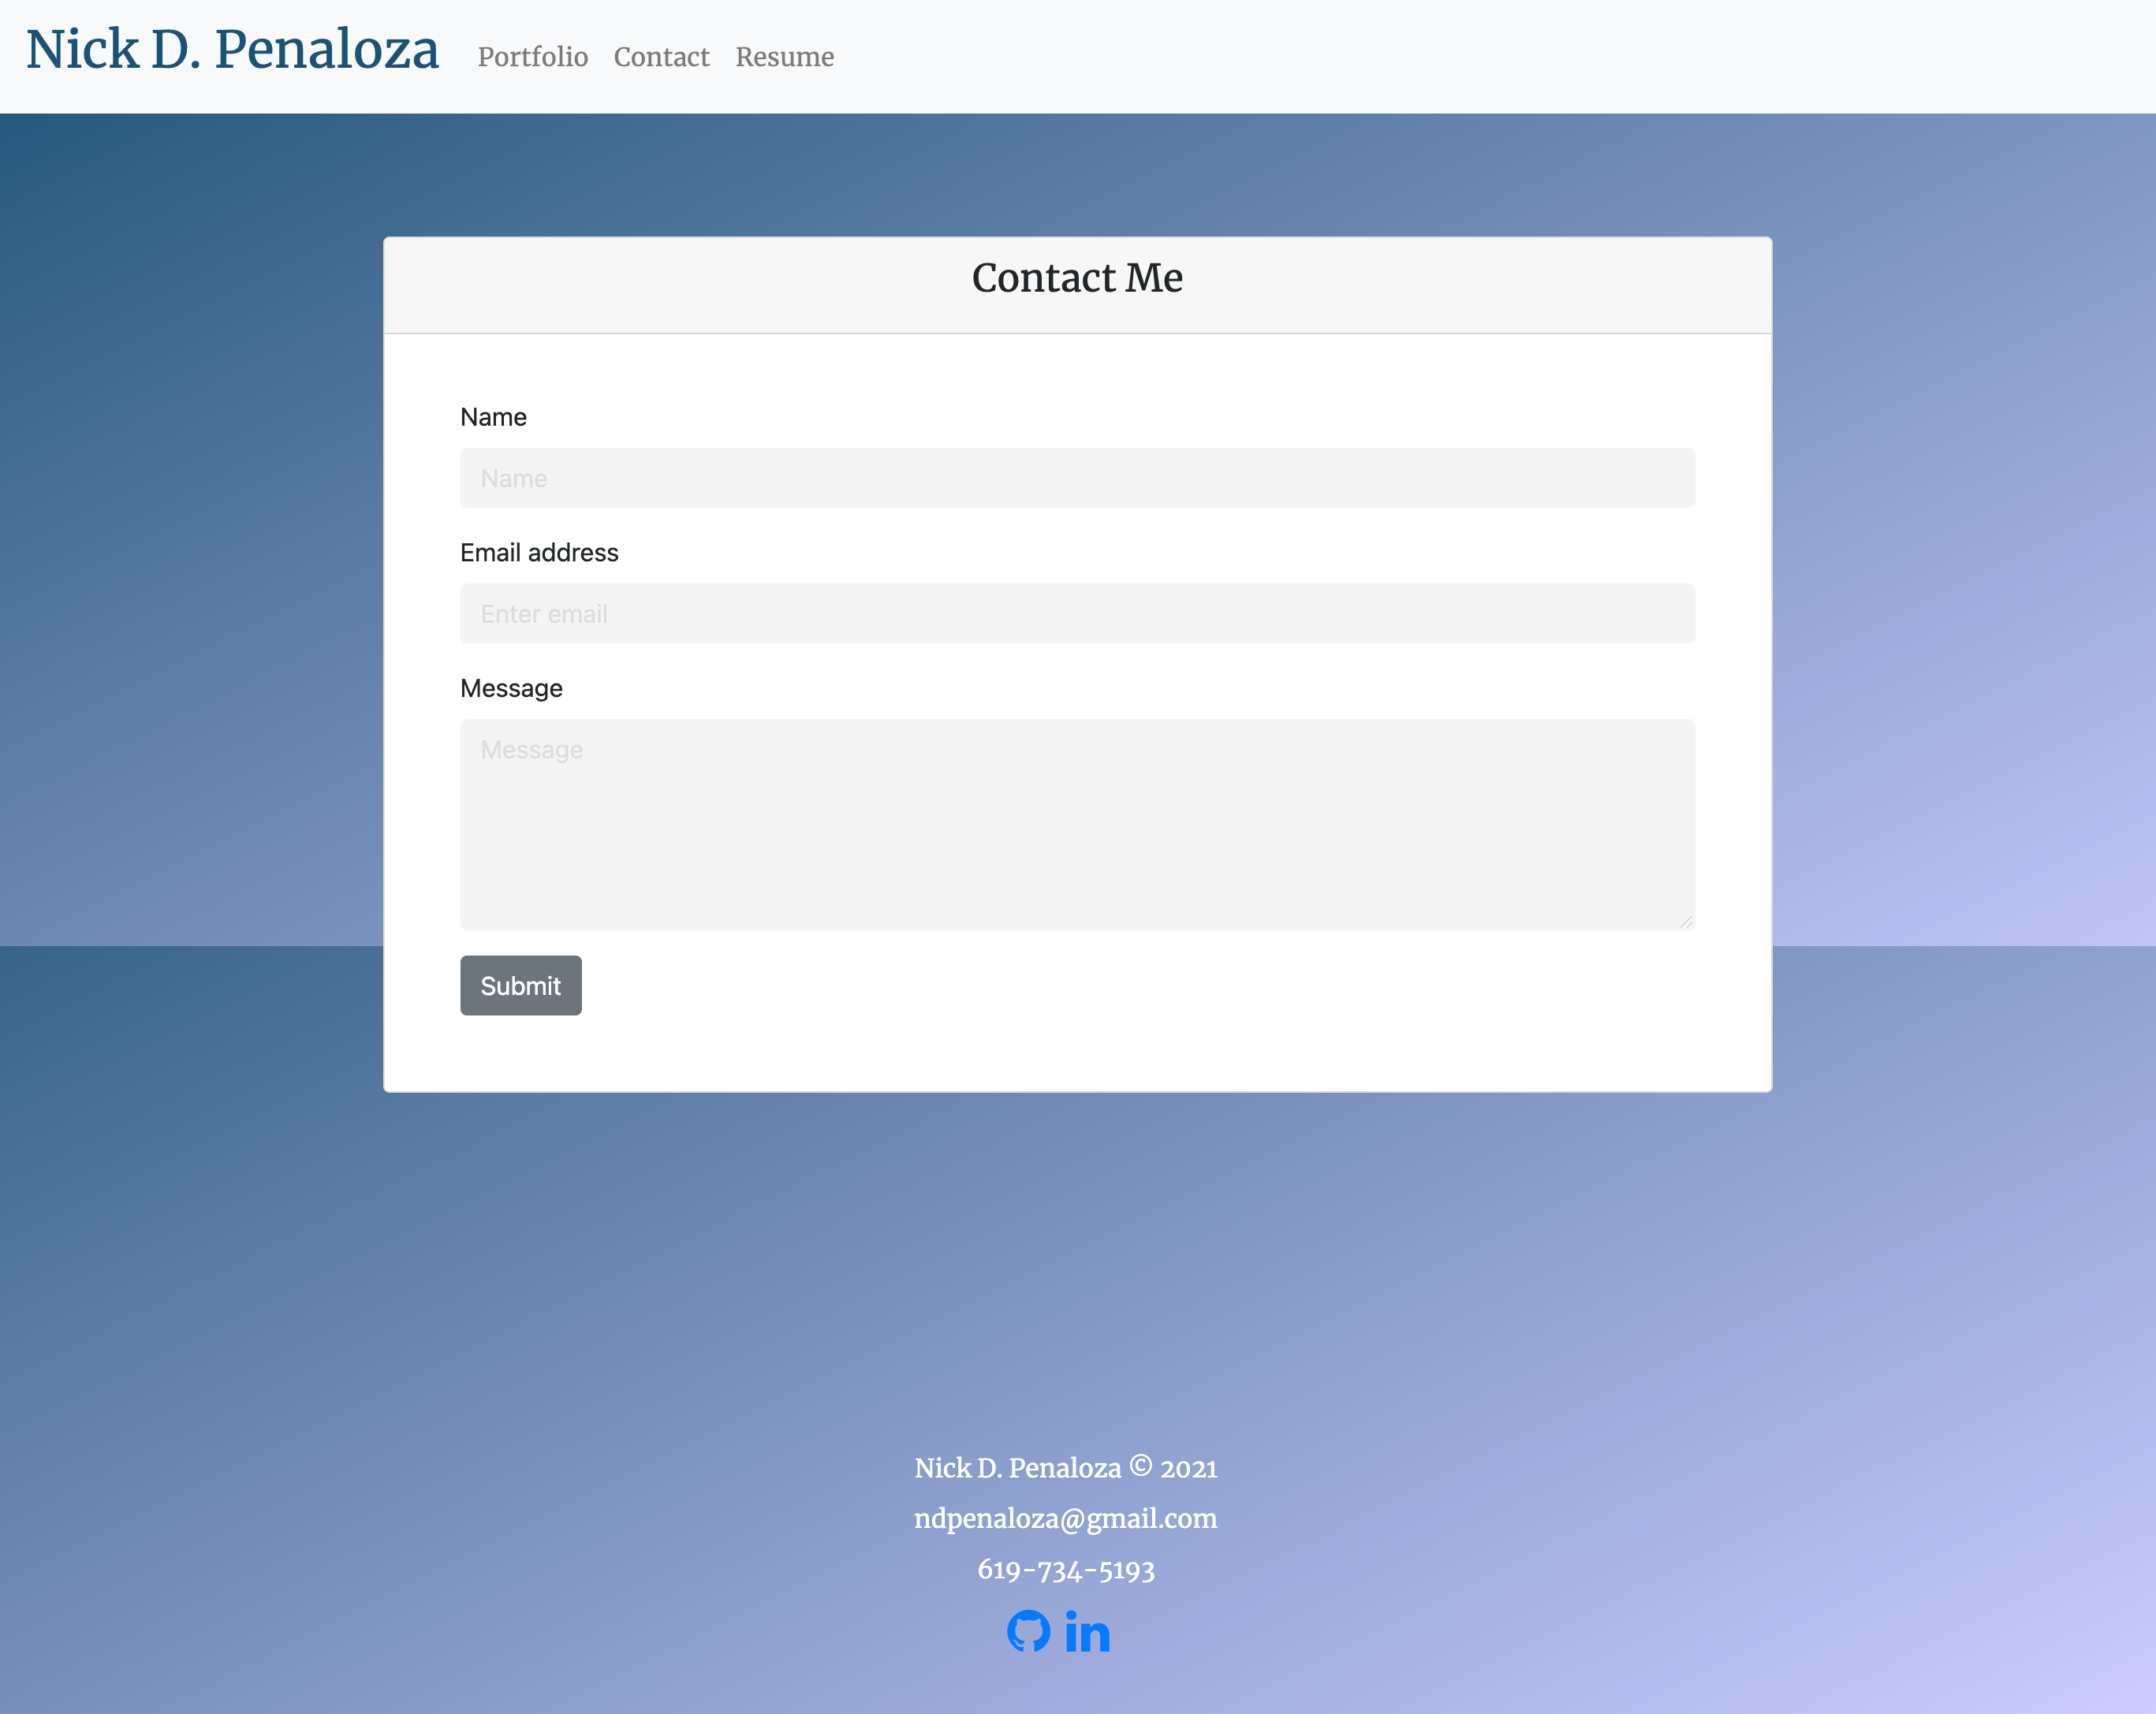 Nick D. Penaloza Portfolio Contact Resume
Contact Me
Name
Name
Email address
Enter email
Message
Message
Submit
Nick D. Penaloza © 2021
ndpenaloza@gmail.com
619-734-5193
in